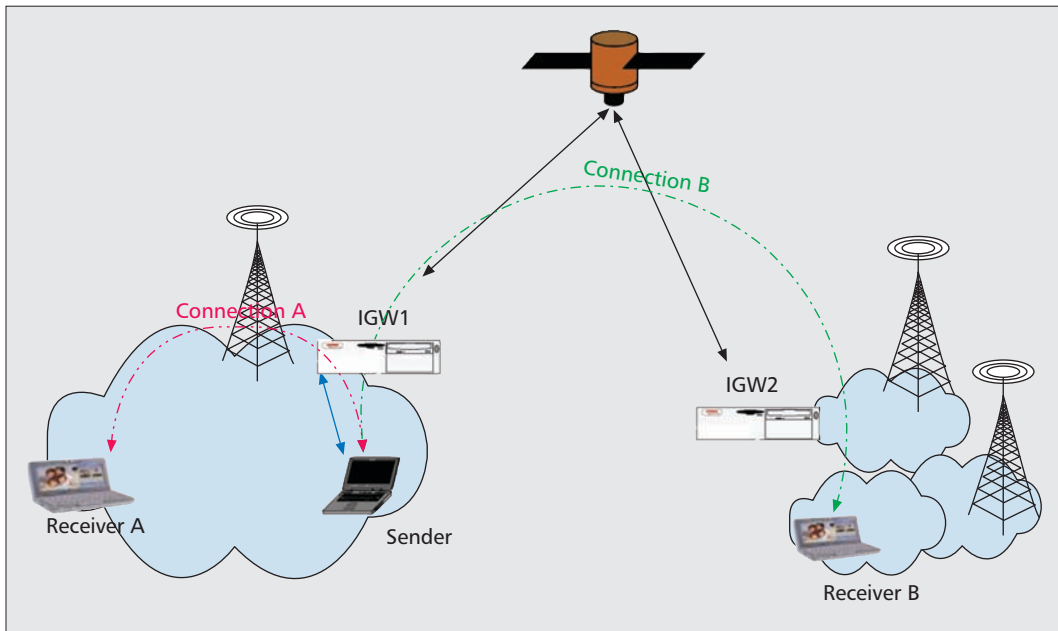 Connection B
Connection A
IGW1
IGW2
Receiver A
Sender
Receiver B